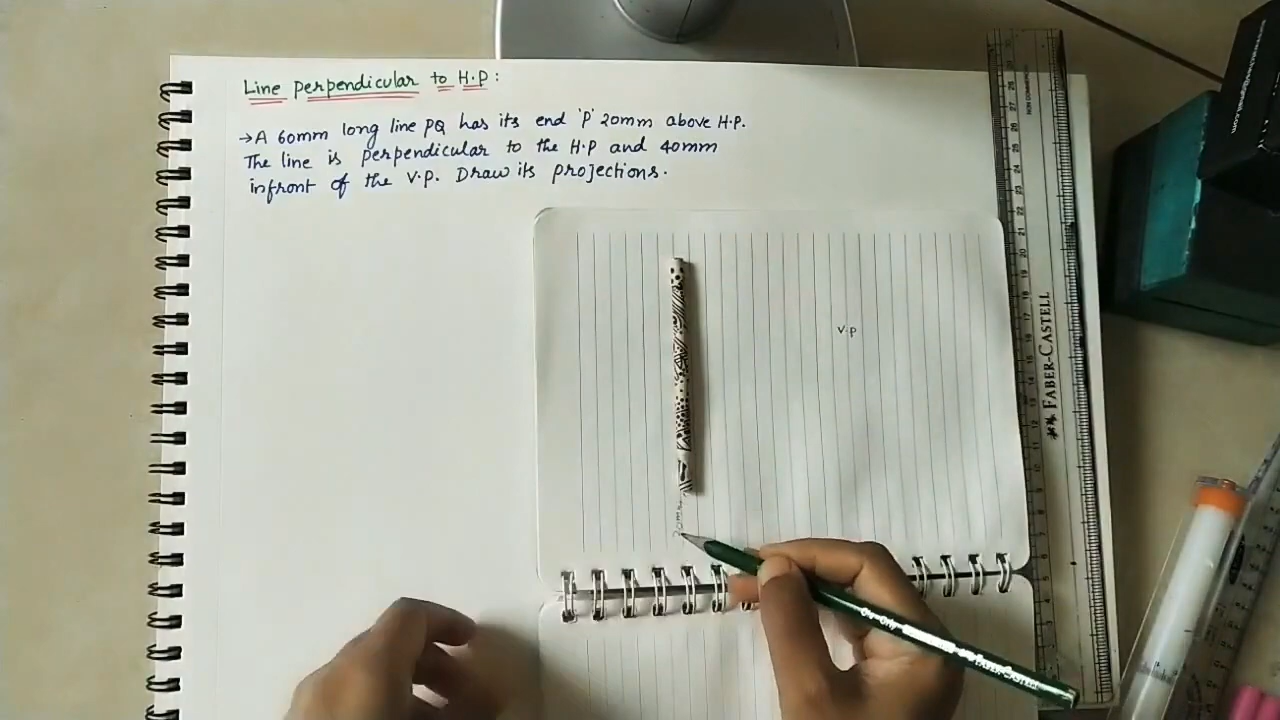 Line perpendicular to H.P:
→A 60mm long line PQ has its end 'P' 20mm above H.P.
The line is perpendicular to the H.P and 40mm
infront of the V.P. Draw its projections.
V.P
FABER-CASTELL